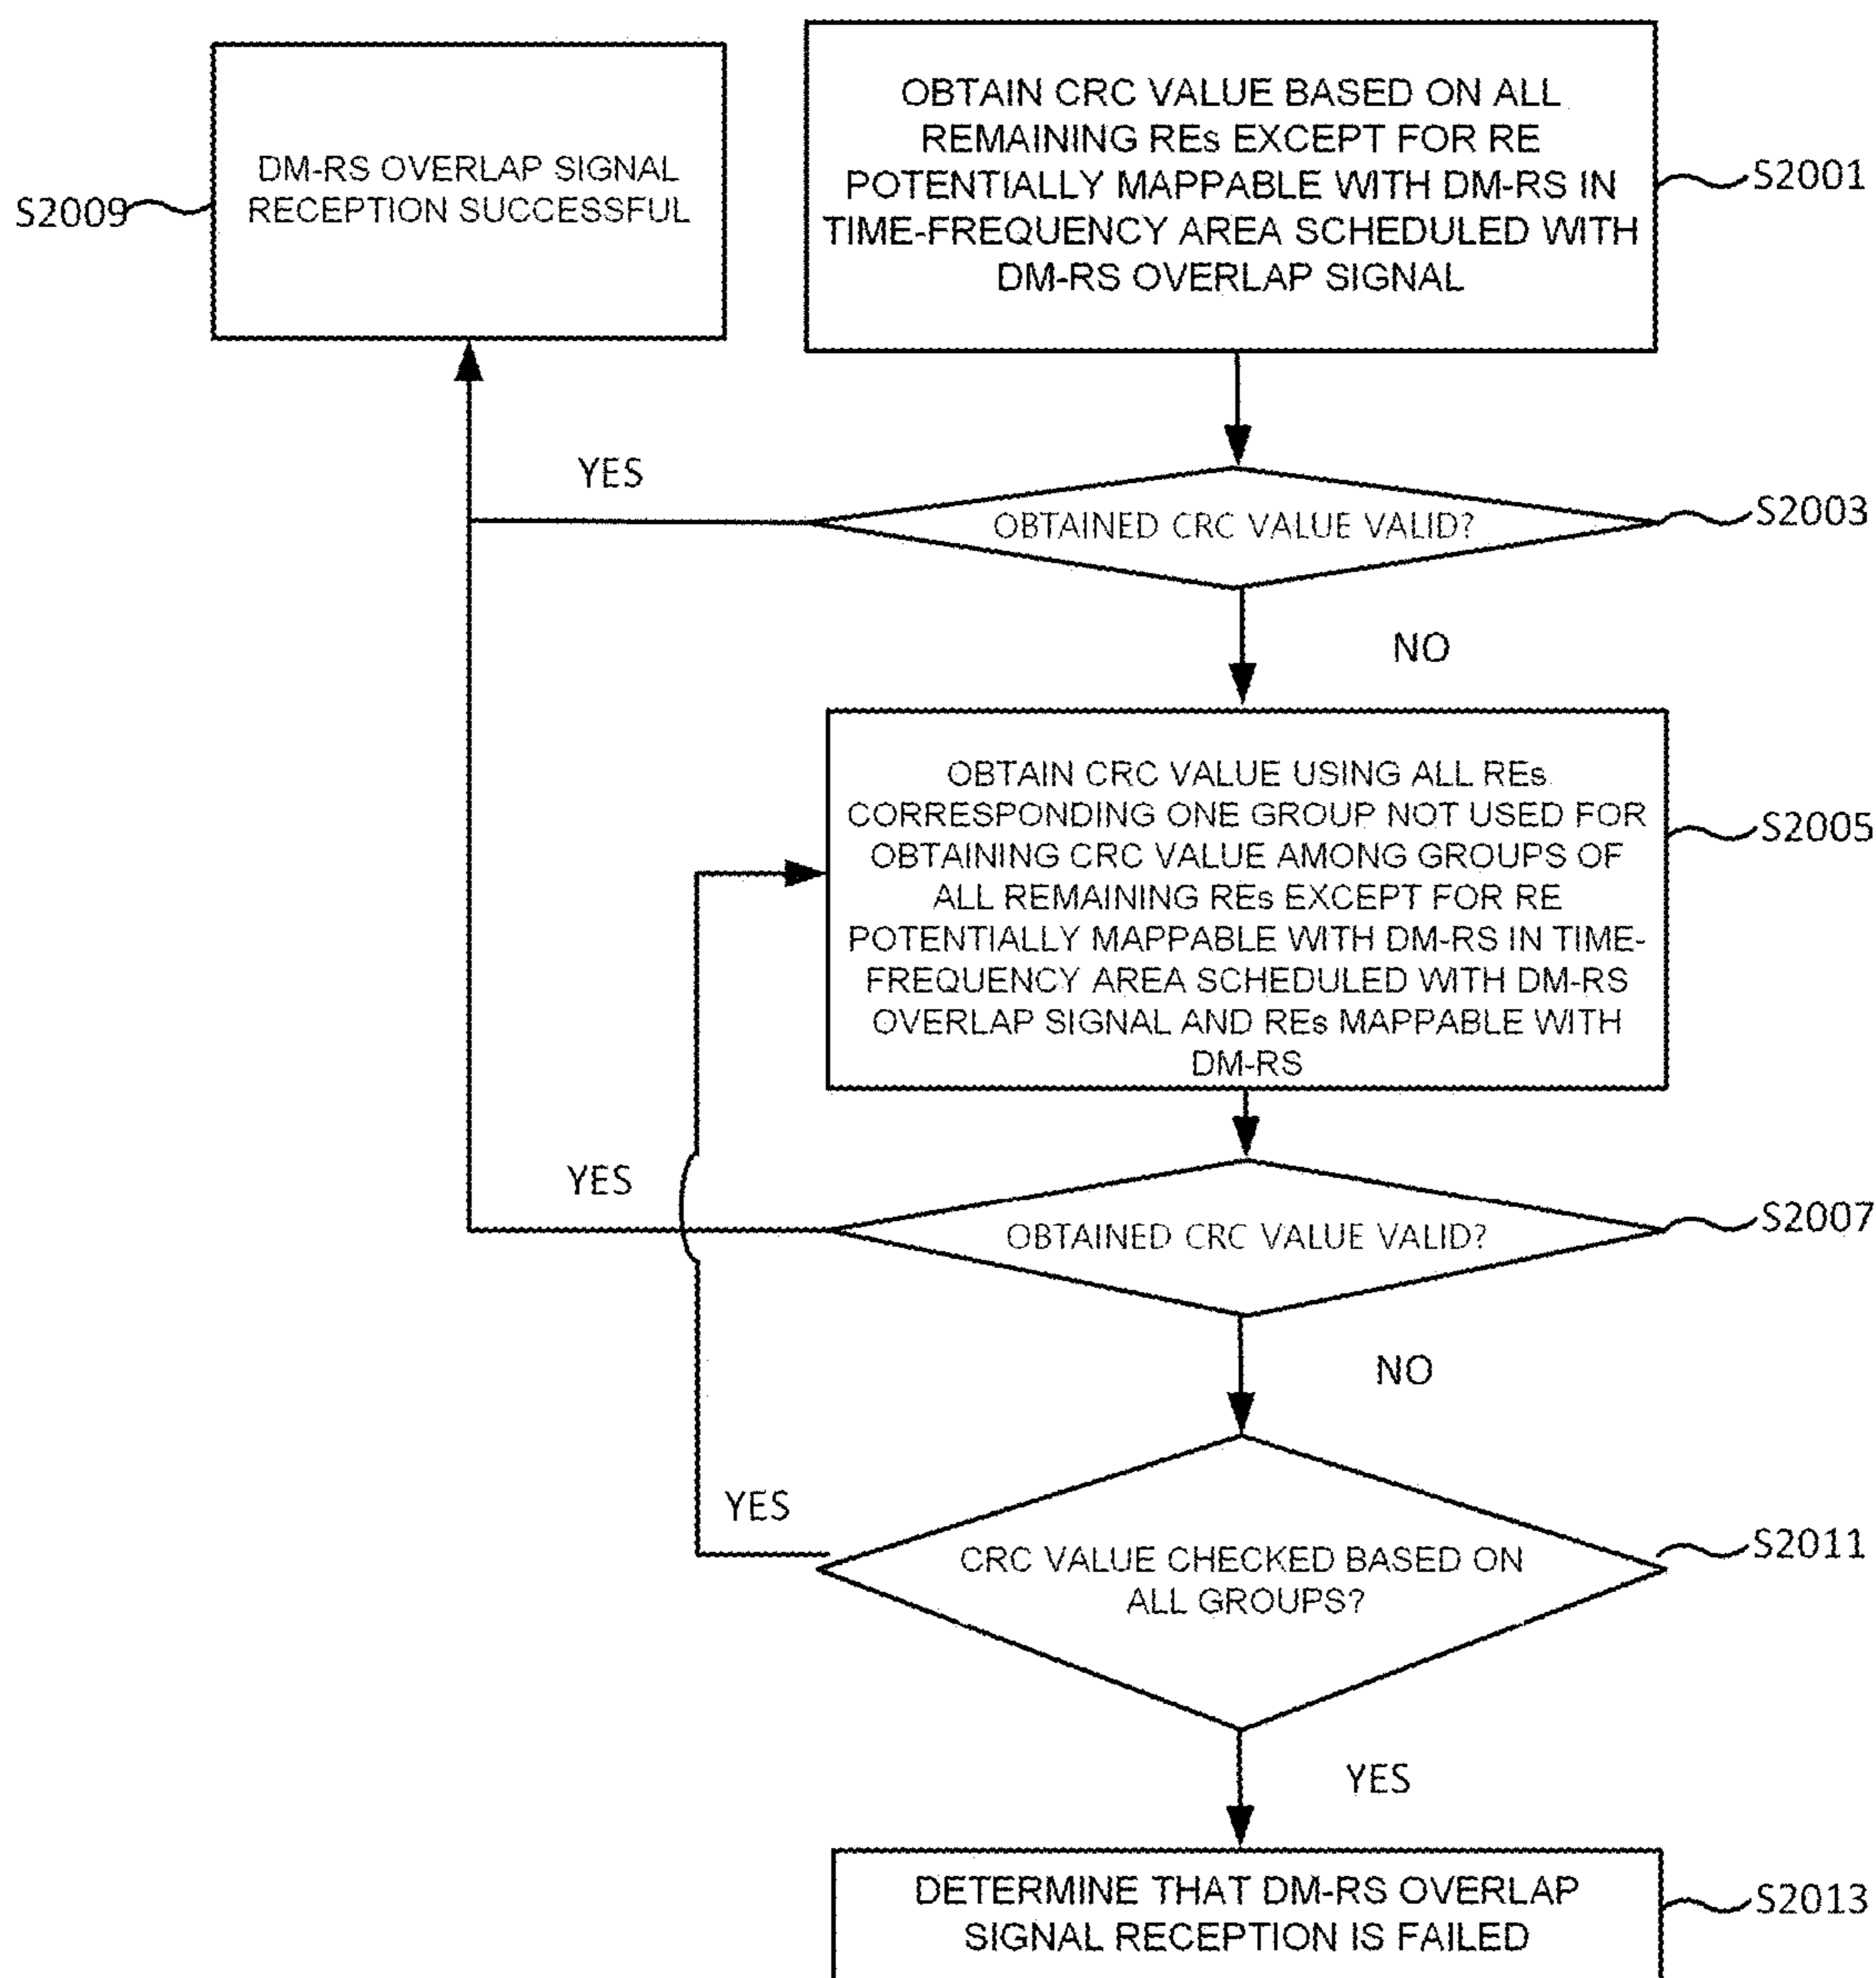 S2009
DM-RS OVERLAP SIGNAL
RECEPTION SUCCESSFUL
OBTAIN CRC VALUE BASED ON ALL
REMAINING REs EXCEPT FOR RE
POTENTIALLY MAPPABLE WITH DM-RS IN
TIME-FREQUENCY AREA SCHEDULED WITH
DM-RS OVERLAP SIGNAL
S2001
YES
OBTAINED CRC VALUE VALID?
S2003
NO
OBTAIN CRC VALUE USING ALL REs
CORRESPONDING ONE GROUP NOT USED FOR
OBTAINING CRC VALUE AMONG GROUPS OF
ALL REMAINING REs EXCEPT FOR RE
POTENTIALLY MAPPABLE WITH DM-RS IN TIME-
FREQUENCY AREA SCHEDULED WITH DM-RS
OVERLAP SIGNAL AND REs MAPPABLE WITH
DM-RS
S2005
YES
OBTAINED CRC VALUE VALID?
S2007
NO
YES
CRC VALUE CHECKED BASED ON
ALL GROUPS?
S2011
YES
DETERMINE THAT DM-RS OVERLAP
SIGNAL RECEPTION IS FAILED
S2013